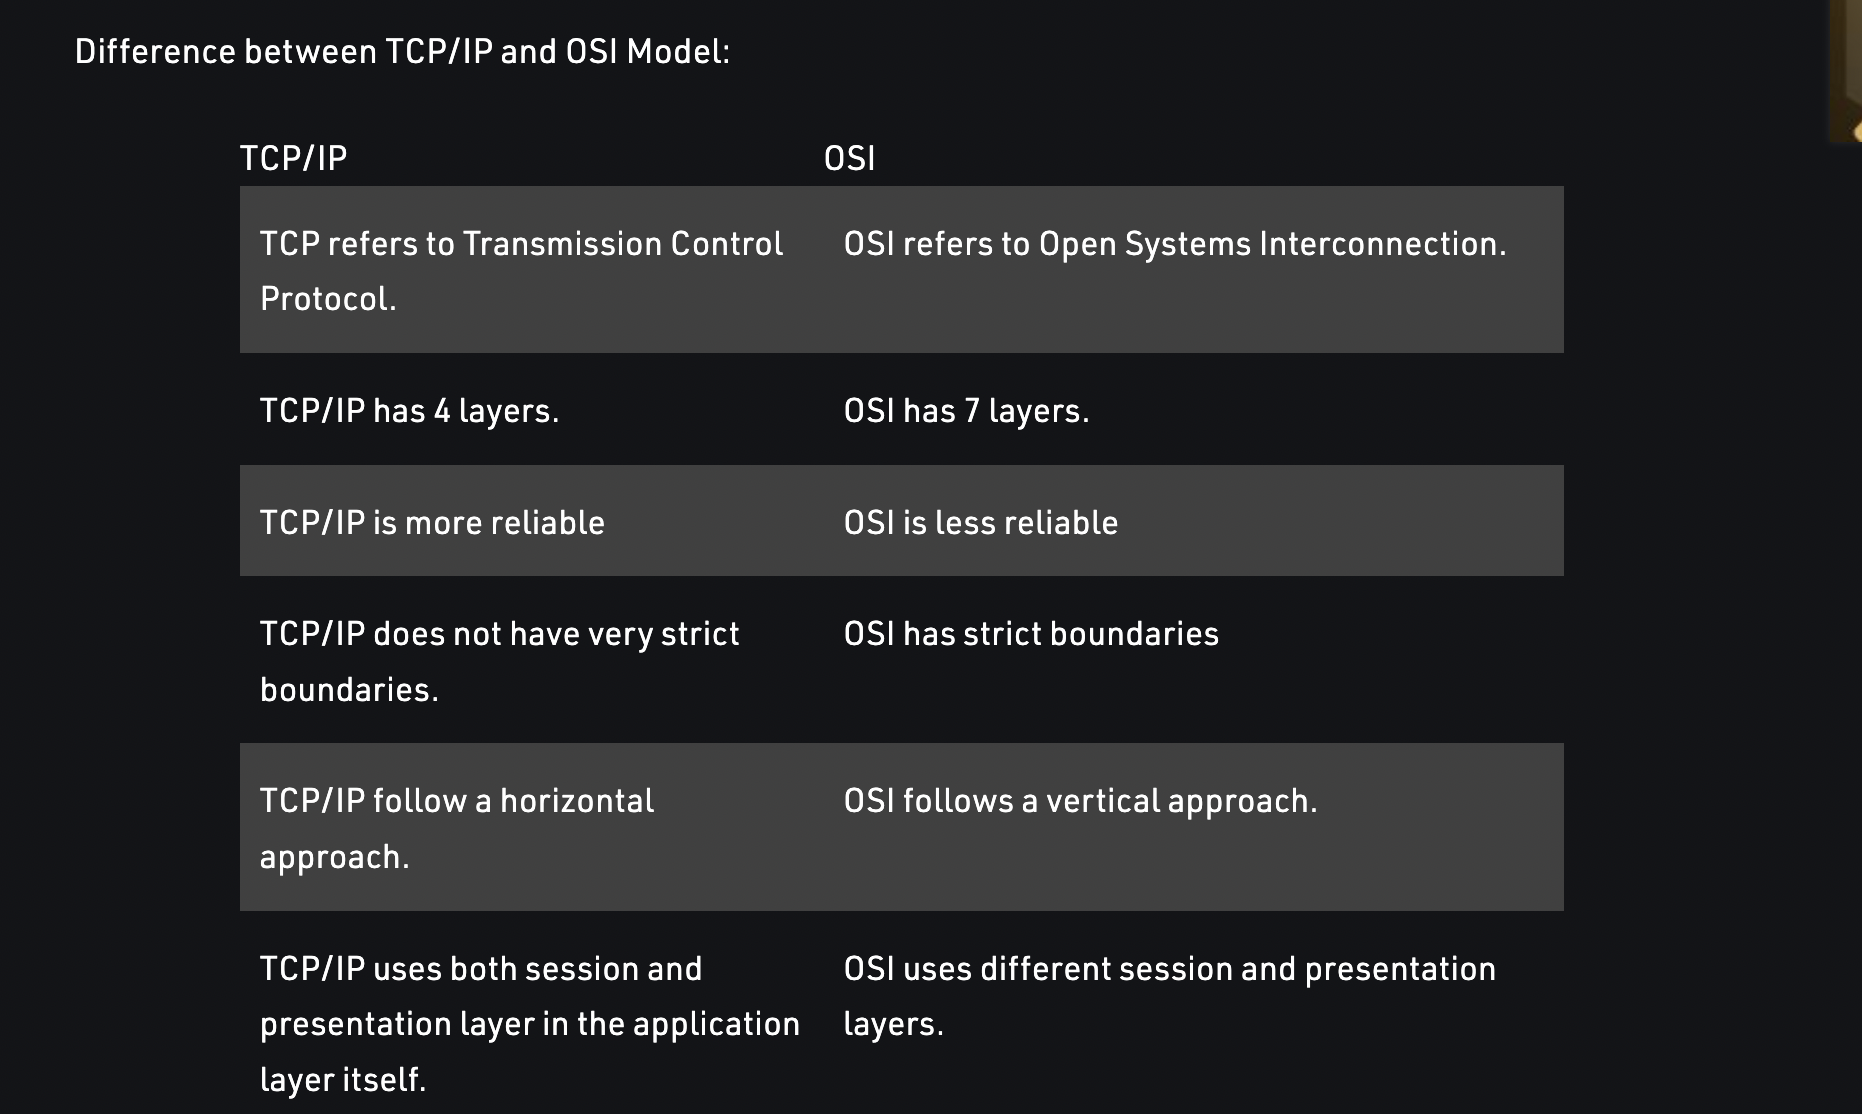 Difference between TCP/IP and OSI Model:
TCP/IP
OSI
TCP refers to Transmission Control
Protocol.
OSI refers to Open Systems Interconnection.
TCP/IP has 4 layers.
OSI has 7 layers.
TCP/IP is more reliable
OSI is less reliable
TCP/IP does not have very strict
boundaries.
OSI has strict boundaries
TCP/IP follow a horizontal
approach.
OSI follows a vertical approach.
TCP/IP uses both session and
presentation layer in the application
layer itself.
OSI uses different session and presentation
layers.